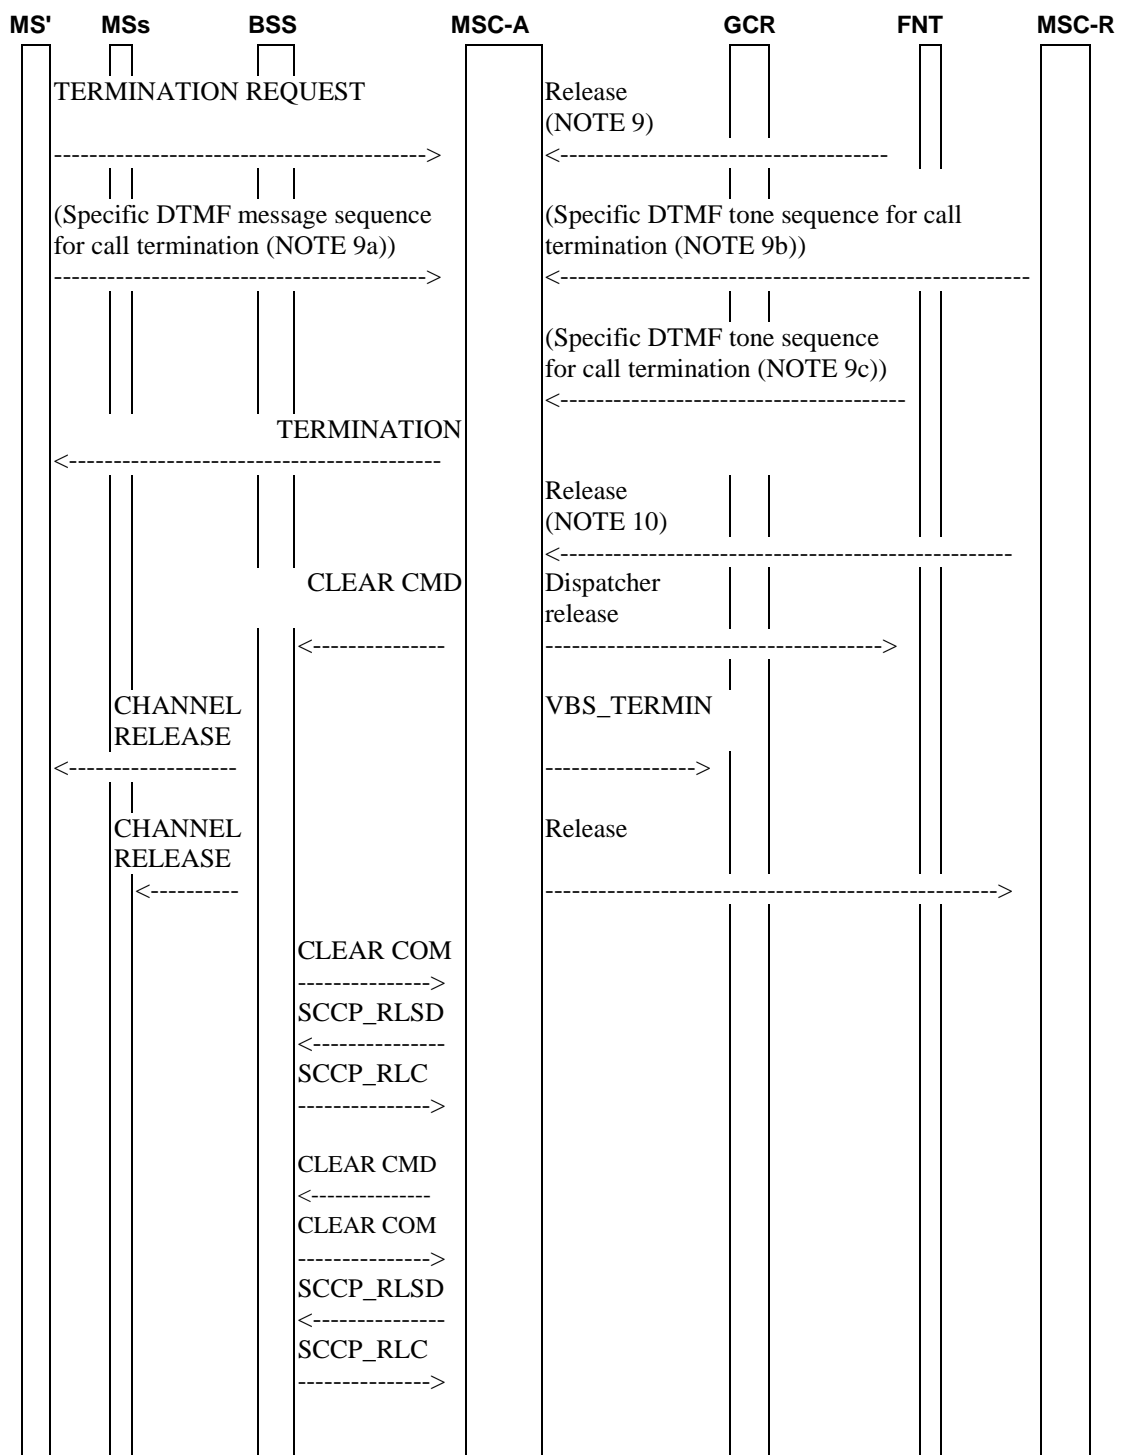 MS' MSs BSS MSC-A GCR FNT MSC-R
TERMINATION REQUEST
Release
(NOTE 9)
(Specific DTMF message sequence
for call termination (NOTE 9a))
(Specific DTMF tone sequence for call
termination (NOTE 9b))
(Specific DTMF tone sequence
for call termination (NOTE 9c))
TERMINATION
Release
(NOTE 10)
CLEAR CMD
Dispatcher
release
CHANNEL
RELEASE
VBS_TERMIN
CHANNEL
RELEASE
Release
CLEAR COM
SCCP_RLSD
SCCP_RLC
CLEAR CMD
CLEAR COM
SCCP_RLSD
SCCP_RLC